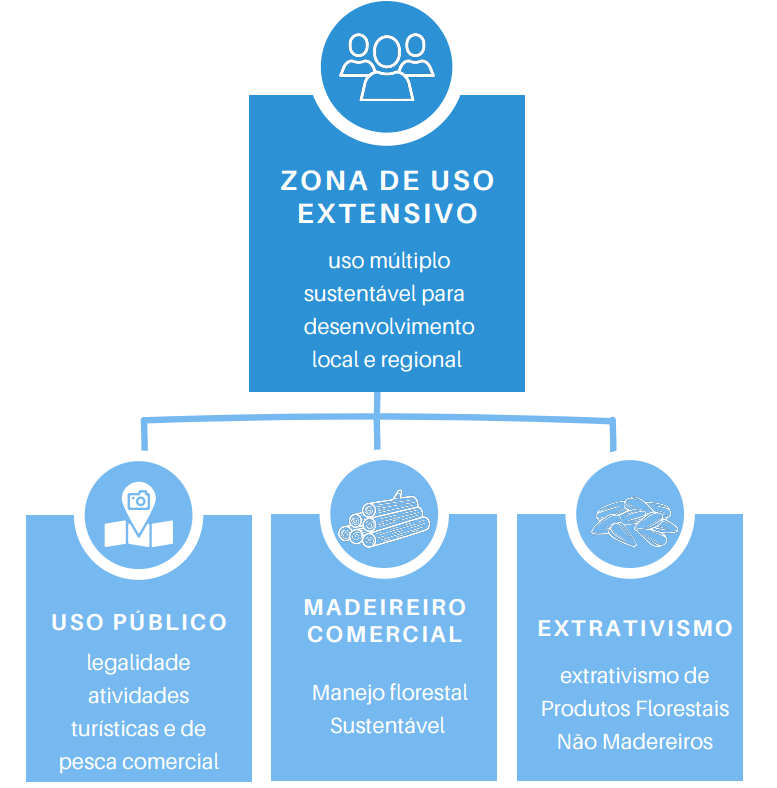 ZONA DE USO
EXTENSIVO
uso múltiplo
sustentável para
desenvolvimento
local e regional
USO PÚBLICO
legalidade
atividades
turísticas e de
pesca comercial
MADEIREIRO
COMERCIAL
Manejo florestal
Sustentável
EXTRATIVISMO
extrativismo de
Produtos Florestais
Não Madereiros